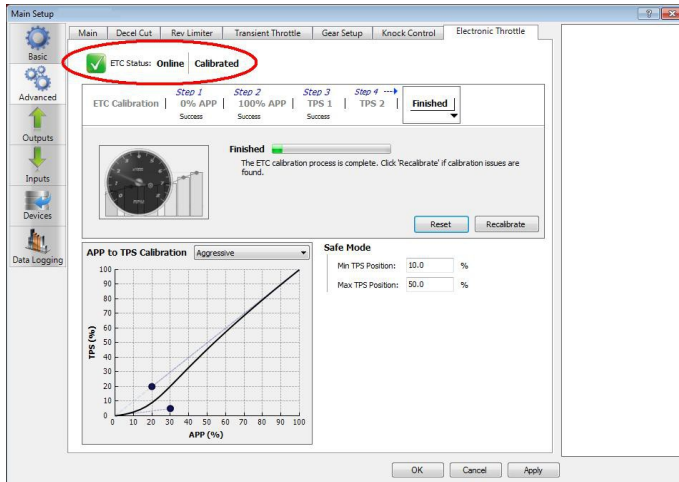 Main Setup
Main Decel Cut Rev Limiter Transient Throttle Gear Setup Knock Control Electronic Throttle
Basic
Advanced
Outputs
Inputs
Devices
Data Logging
ETC Status: Online Calibrated
Step 1 Step 2 Step 3 Step 4
ETC Calibration 0% APP 100% APP TPS 1 TPS 2 Finished
Success Success Success
Finished
The ETC calibration process is complete. Click 'Recalibrate' if calibration issues are
found.
Reset Recalibrate
APP to TPS Calibration Aggressive
TPS (%)
100
90
80
70
60
50
40
30
20
10
0
0 10 20 30 40 50 60 70 80 90 100
APP (%)
Safe Mode
Min TPS Position: 10.0 %
Max TPS Position: 50.0 %
OK Cancel Apply